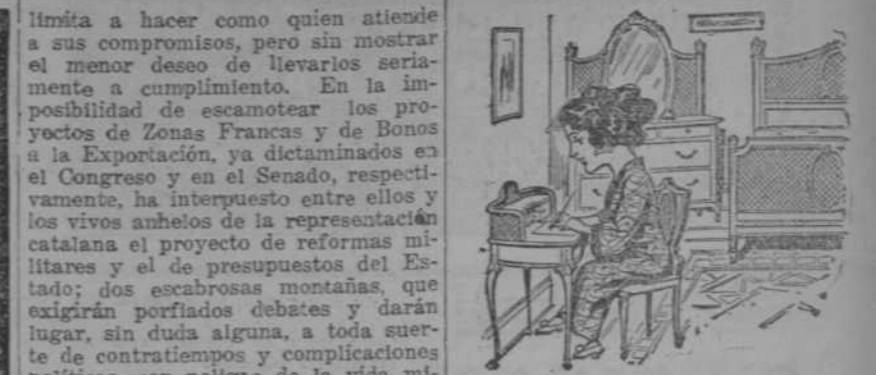 limita a hacer como quien atiende
a sus compromisos, pero sin mostrar
el menor deseo de llevarlos seria-
mente a cumplimiento. En la im-
posibilidad de escamotear los pro-
yectos de Zonas Francas y de Bonos
a la Exportación, ya dictaminados en
el Congreso y en el Senado, respecti-
vamente, ha interpuesto entre ellos y
los vivos anhelos de la representación
catalana el proyecto de reformas mi-
litares y el de presupuestos del Es-
tado; dos escabrosas montañas, que
exigirán porfiados debates y darán
lugar, sin duda alguna, a toda suer-
te de contratiempos y complicaciones
de la vida mi-